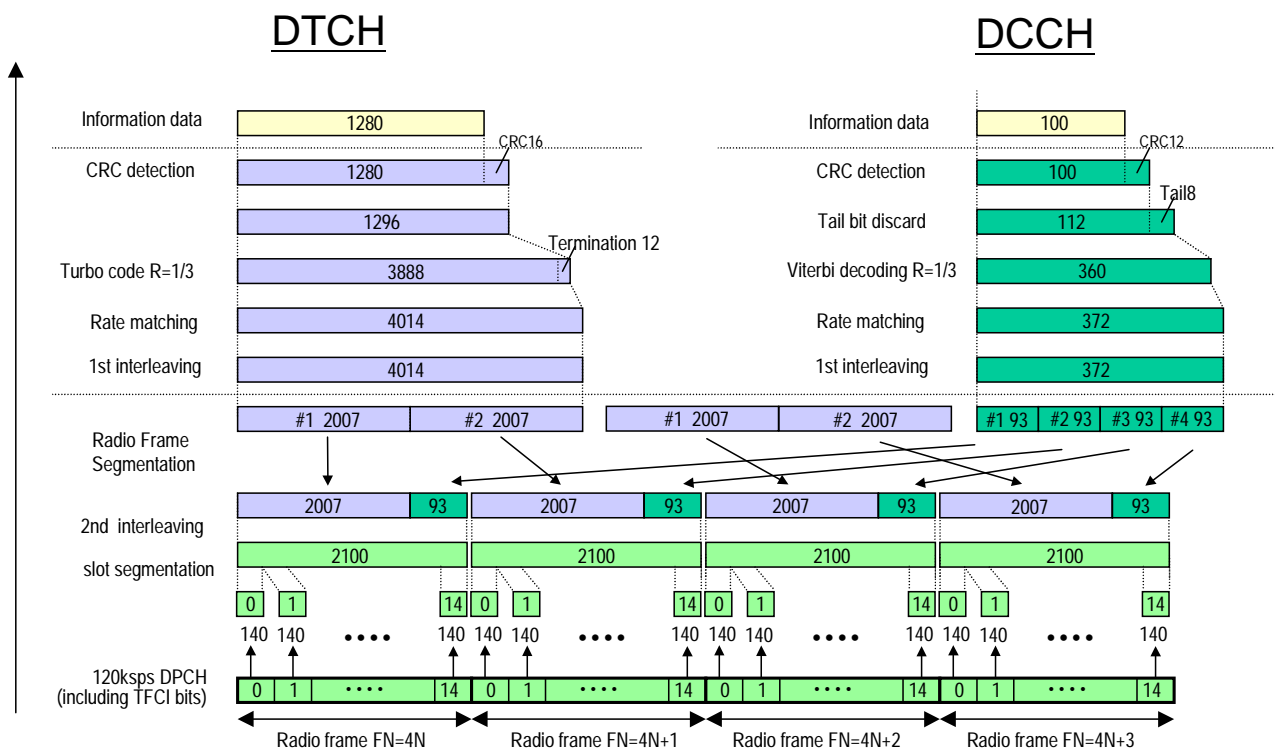 DTCH DCCH
Information data 1280 Information data 100
CRC16 CRC12
CRC detection 1280 CRC detection 100
Tail8
1296 Tail bit discard 112
Termination 12
Turbo code R=1/3 3888 Viterbi decoding R=1/3 360
Rate matching 4014 Rate matching 372
1st interleaving 4014 1st interleaving 372
#1 2007 #2 2007 #1 2007 #2 2007 #1 93 #2 93 #3 93 #4 93
Radio Frame
Segmentation
2007 93 2007 93 2007 93 2007 93
2nd interleaving
2100 2100 2100 2100
slot segmentation
0 1 14 0 1 14 0 1 14 0 1 14
140 140 •••• 140 140 140 •••• 140 140 140 •••• 140 140 140 •••• 140
120ksps DPCH
(including TFCI bits)
0 1 •••• 14 0 1 •••• 14 0 1 •••• 14 0 1 •••• 14
Radio frame FN=4N Radio frame FN=4N+1 Radio frame FN=4N+2 Radio frame FN=4N+3